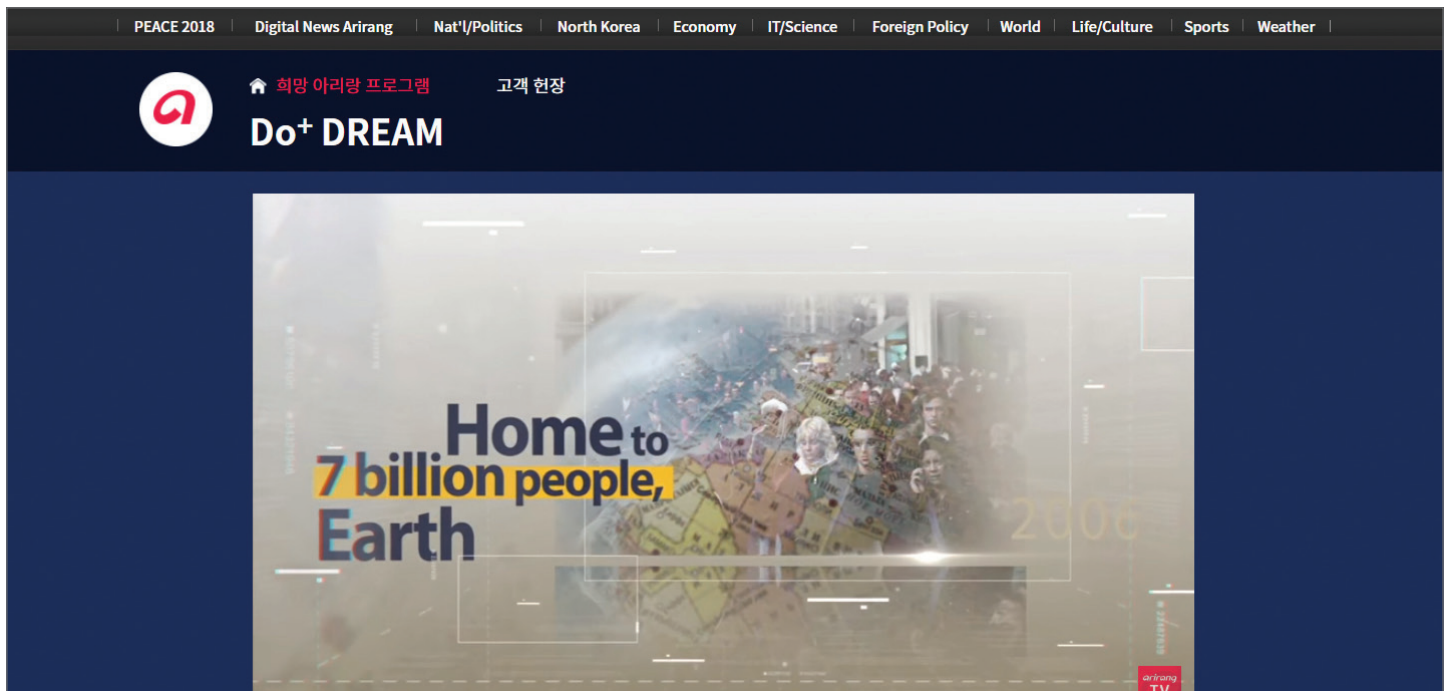 PEACE 2018 Digital News Arirang Nat'l/Politics North Korea Economy IT/Science Foreign Policy World Life/Culture Sports Weather
희망 아리랑 프로그램 고객 헌장
Do+ DREAM
Home to
7 billion people,
Earth
2006
arirang
TV